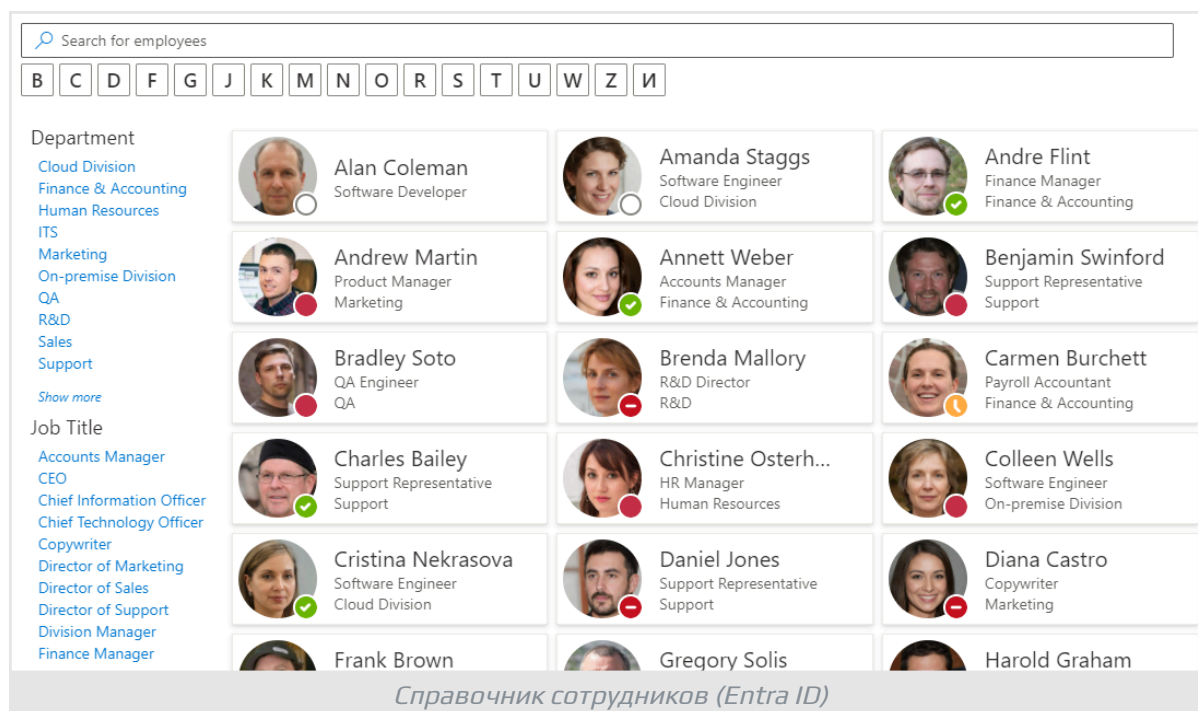 Search for employees
B C D F G J K M N O R S T U W Z И
Department
Cloud Division
Finance & Accounting
Human Resources
ITS
Marketing
On-premise Division
QA
R&D
Sales
Support
Show more
Job Title
Accounts Manager
CEO
Chief Information Officer
Chief Technology Officer
Copywriter
Director of Marketing
Director of Sales
Director of Support
Division Manager
Finance Manager
Alan Coleman
Software Developer
Amanda Staggs
Software Engineer
Cloud Division
Andre Flint
Finance Manager
Finance & Accounting
Andrew Martin
Product Manager
Marketing
Annett Weber
Accounts Manager
Finance & Accounting
Benjamin Swinford
Support Representative
Support
Bradley Soto
QA Engineer
QA
Brenda Mallory
R&D Director
R&D
Carmen Burchett
Payroll Accountant
Finance & Accounting
Charles Bailey
Support Representative
Support
Christine Osterh...
HR Manager
Human Resources
Colleen Wells
Software Engineer
On-premise Division
Cristina Nekrasova
Software Engineer
Cloud Division
Daniel Jones
Support Representative
Support
Diana Castro
Copywriter
Marketing
Frank Brown
Gregory Solis
Harold Graham
Справочник сотрудников (Entra ID)